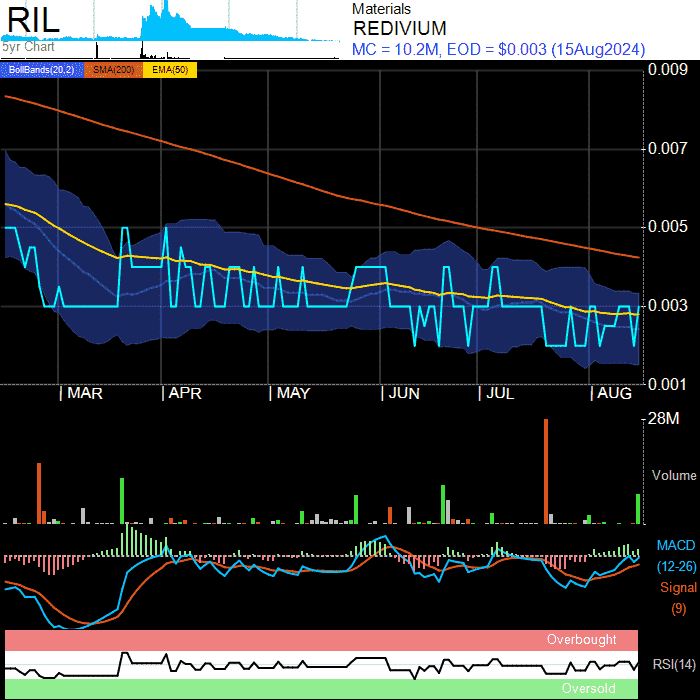 RIL
5yr Chart
Materials
REDIVIUM
MC = 10.2M, EOD = $0.003 (15Aug2024)
BollBands(20,2) SMA(200) EMA(50)
0.009
0.007
0.005
0.003
0.001
MAR APR MAY JUN JUL AUG
28M
Volume
MACD
(12-26)
Signal
(9)
Overbought
RSI(14)
Oversold